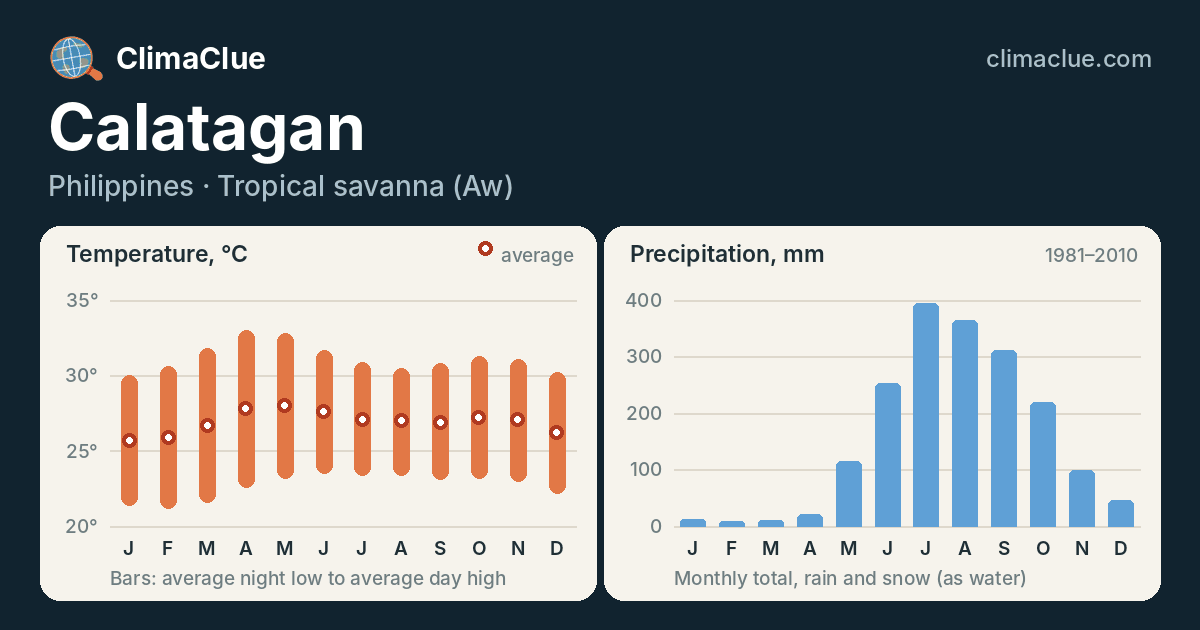 ClimaClue
climaclue.com
Calatagan
Philippines · Tropical savanna (Aw)
Temperature, °C
average
35°
30°
25°
20°
J F M A M J J A S O N D
Bars: average night low to average day high
Precipitation, mm
1981–2010
400
300
200
100
0
J F M A M J J A S O N D
Monthly total, rain and snow (as water)